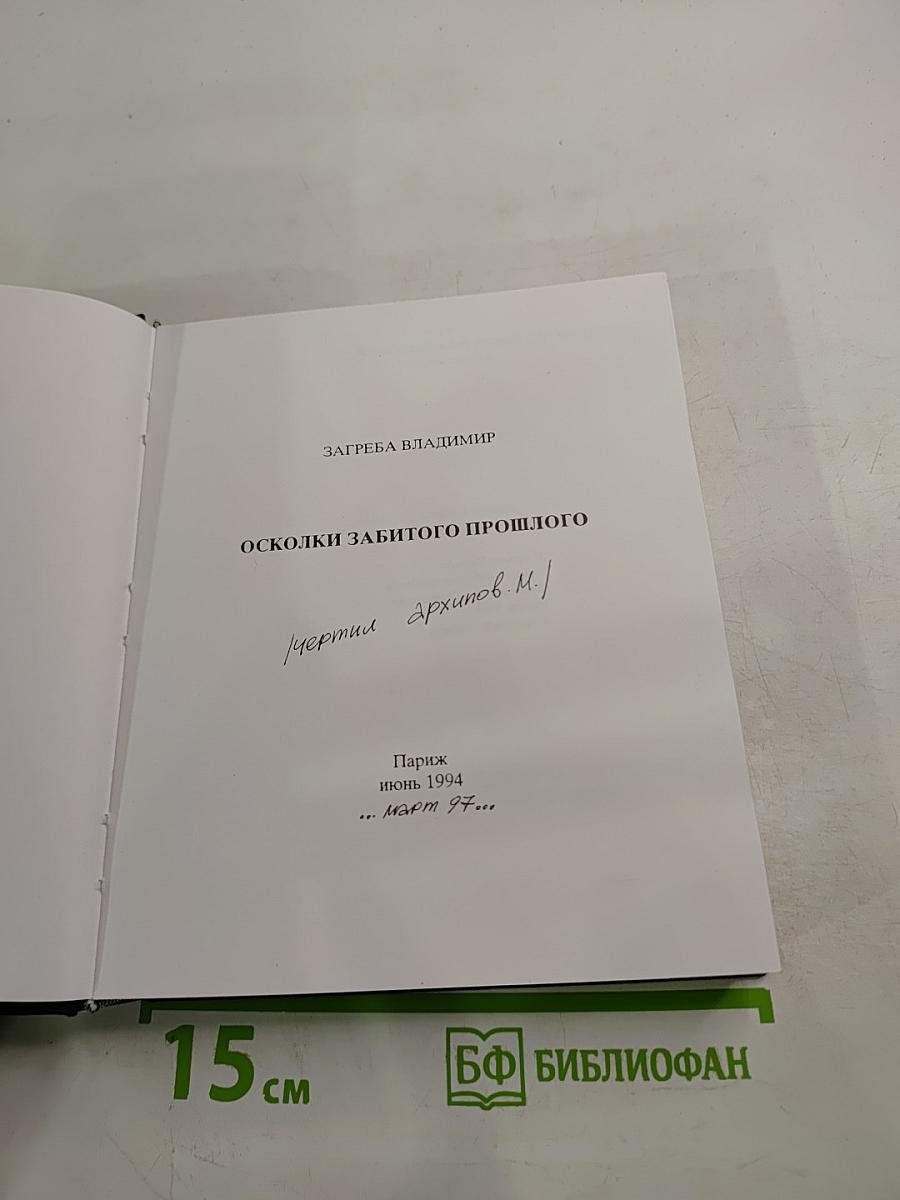 ЗАГРЕБА ВЛАДИМИР
ОСКОЛКИ ЗАБИТОГО ПРОШЛОГО
/чертил архипов.М./
Париж
июнь 1994
... март 97...
15 см
БФ БИБЛИОФАН